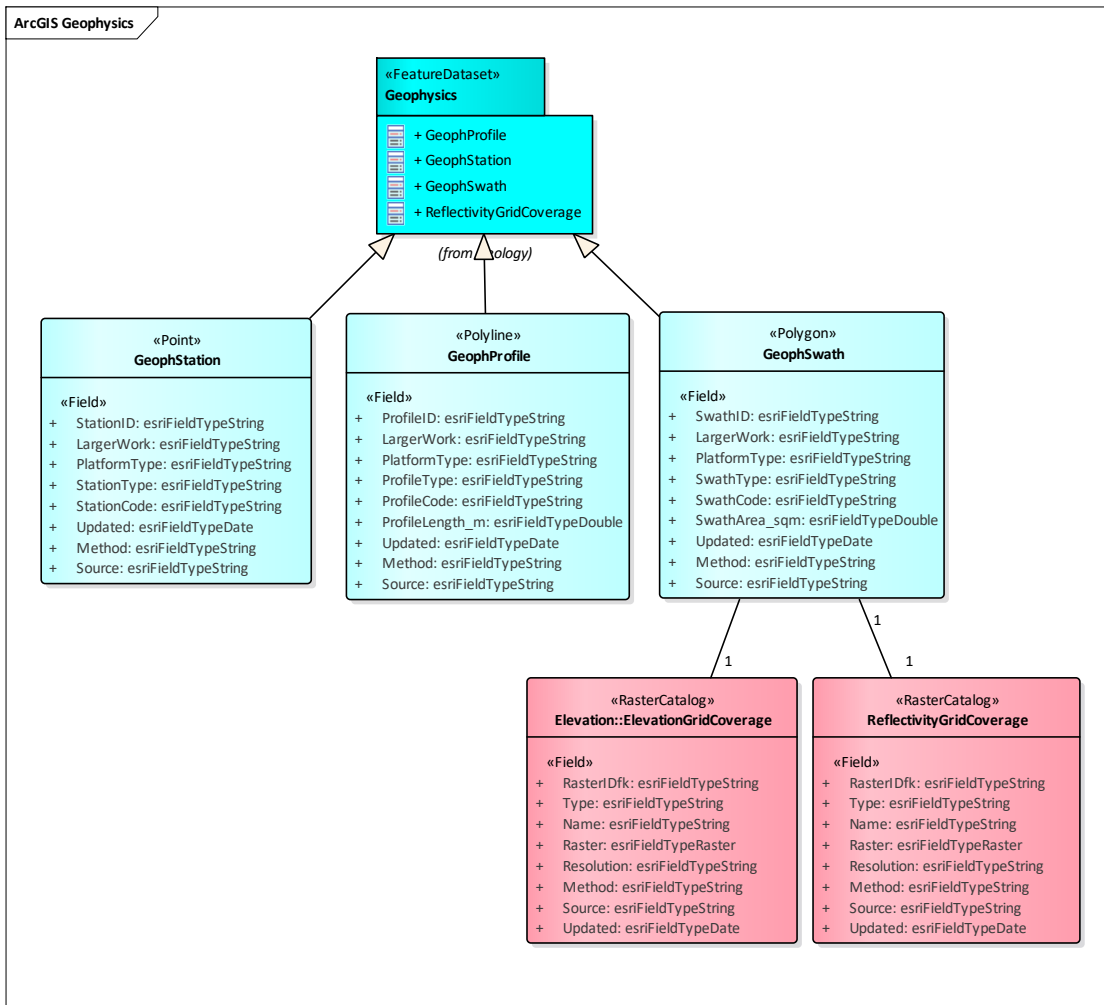 ArcGIS Geophysics
«FeatureDataset»
Geophysics
+ GeophProfile
+ GeophStation
+ GeophSwath
+ ReflectivityGridCoverage
(from
«Point»
GeophStation
«Field»
+ StationID: esriFieldTypeString
+ LargerWork: esriFieldTypeString
+ PlatformType: esriFieldTypeString
+ StationType: esriFieldTypeString
+ StationCode: esriFieldTypeString
+ Updated: esriFieldTypeDate
+ Method: esriFieldTypeString
+ Source: esriFieldTypeString
«Polyline»
GeophProfile
«Field»
+ ProfileID: esriFieldTypeString
+ LargerWork: esriFieldTypeString
+ PlatformType: esriFieldTypeString
+ ProfileType: esriFieldTypeString
+ ProfileCode: esriFieldTypeString
+ ProfileLength_m: esriFieldTypeDouble
+ Updated: esriFieldTypeDate
+ Method: esriFieldTypeString
+ Source: esriFieldTypeString
«Polygon»
GeophSwath
«Field»
+ SwathID: esriFieldTypeString
+ LargerWork: esriFieldTypeString
+ PlatformType: esriFieldTypeString
+ SwathType: esriFieldTypeString
+ SwathCode: esriFieldTypeString
+ SwathArea_sqm: esriFieldTypeDouble
+ Updated: esriFieldTypeDate
+ Method: esriFieldTypeString
+ Source: esriFieldTypeString
1
1
1
«RasterCatalog»
Elevation::ElevationGridCoverage
«Field»
+ RasterIDfk: esriFieldTypeString
+ Type: esriFieldTypeString
+ Name: esriFieldTypeString
+ Raster: esriFieldTypeRaster
+ Resolution: esriFieldTypeString
+ Method: esriFieldTypeString
+ Source: esriFieldTypeString
+ Updated: esriFieldTypeDate
«RasterCatalog»
ReflectivityGridCoverage
«Field»
+ RasterIDfk: esriFieldTypeString
+ Type: esriFieldTypeString
+ Name: esriFieldTypeString
+ Raster: esriFieldTypeRaster
+ Resolution: esriFieldTypeString
+ Method: esriFieldTypeString
+ Source: esriFieldTypeString
+ Updated: esriFieldTypeDate